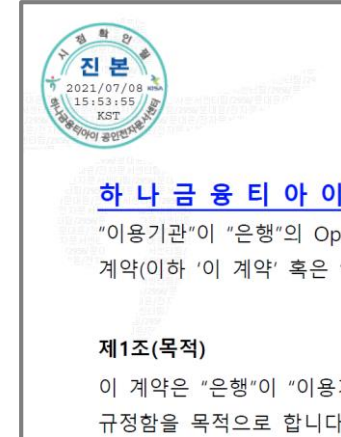 시점확인필
진본
2021/07/08
15:53:55
KST
KISA
하나금융티아이 공인전자문서센터
하 나 금 융 티 아 이
"이용기관"이 "은행"의 Op
계약(이하 '이 계약' 혹은
제1조(목적)
이 계약은 "은행"이 "이용
규정함을 목적으로 합니다